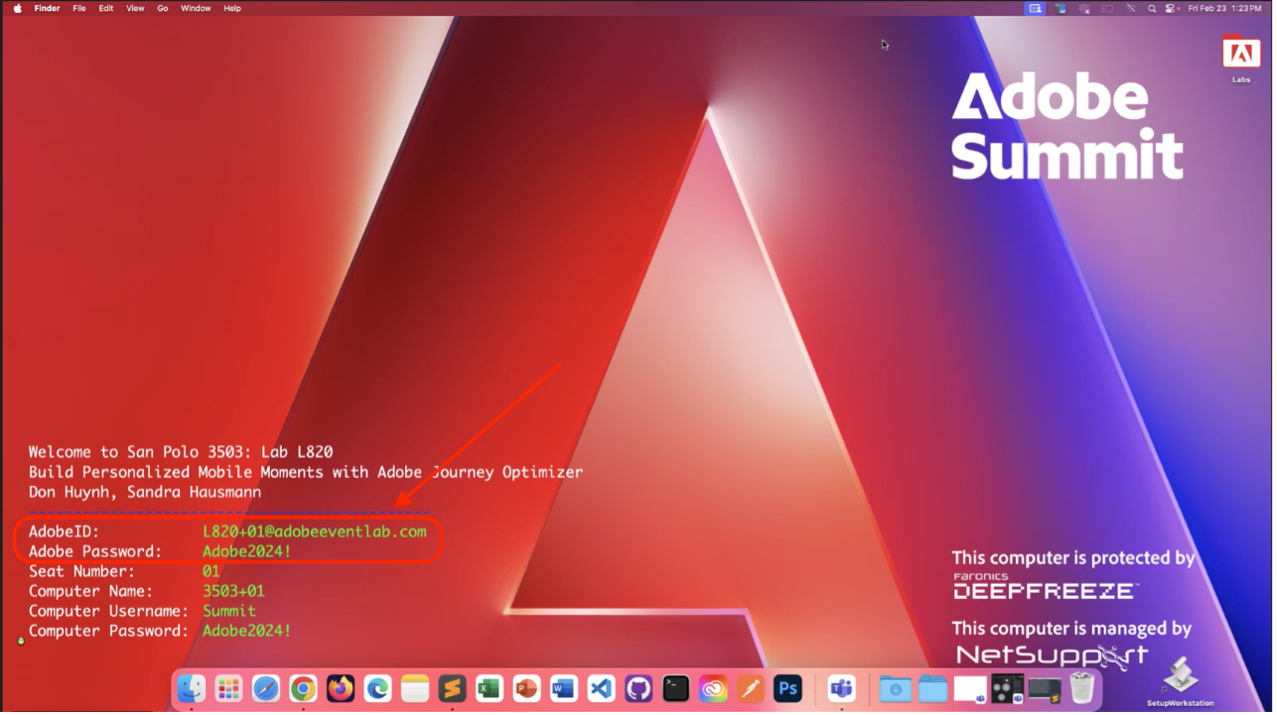 Finder File Edit View Go Window Help
Fri Feb 23 1:23 PM
Labs
Adobe
Summit
Welcome to San Polo 3503: Lab L820
Build Personalized Mobile Moments with Adobe Journey Optimizer
Don Huynh, Sandra Hausmann
AdobeID: L820+01@adobeeventlab.com
Adobe Password: Adobe2024!
Seat Number: 01
Computer Name: 3503+01
Computer Username: Summit
Computer Password: Adobe2024!
This computer is protected by
FARONICS
DEEPFREEZE
This computer is managed by
NetSupport
SetupWorkstation
X
P
W
Ps